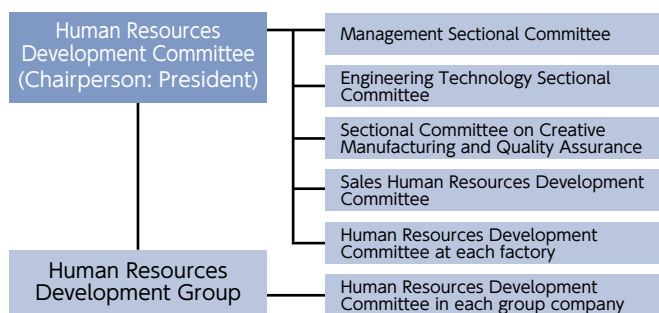 Human Resources
Development Committee
(Chairperson: President)
Management Sectional Committee
Engineering Technology Sectional
Committee
Sectional Committee on Creative
Manufacturing and Quality Assurance
Sales Human Resources Development
Committee
Human Resources Development
Committee at each factory
Human Resources
Development Group
Human Resources Development
Committee in each group company